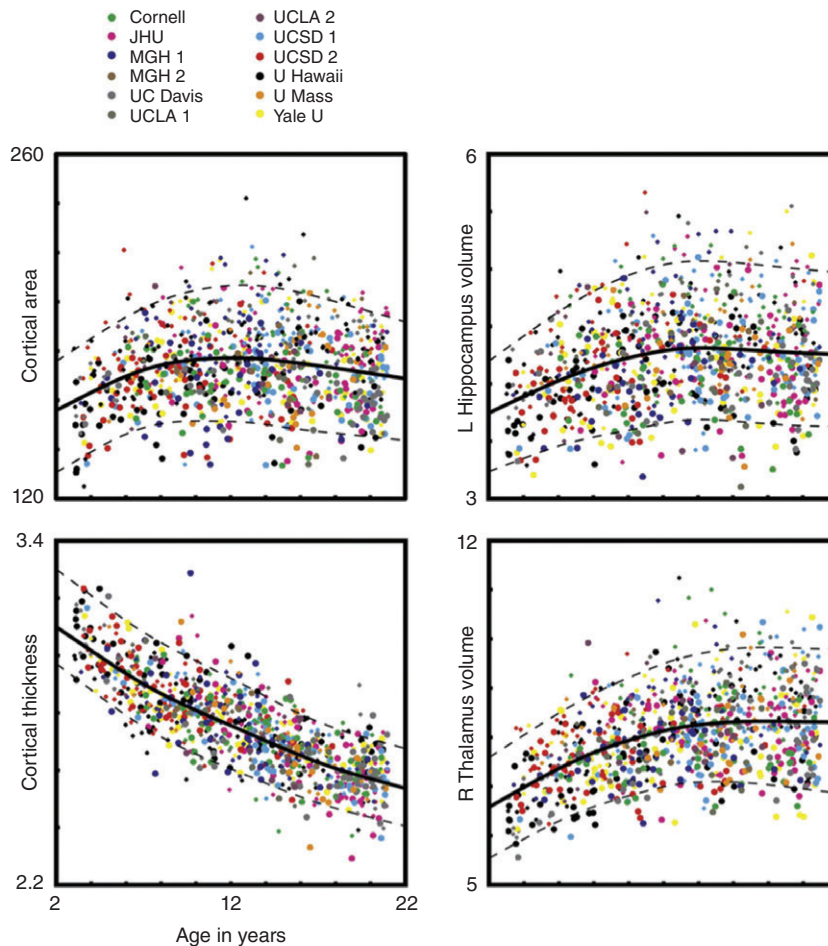 Cornell
JHU
MGH 1
MGH 2
UC Davis
UCLA 1
UCLA 2
UCSD 1
UCSD 2
U Hawaii
U Mass
Yale U
260
Cortical area
120
6
L Hippocampus volume
3
3.4
Cortical thickness
2.2
2
12
22
Age in years
12
R Thalamus volume
5